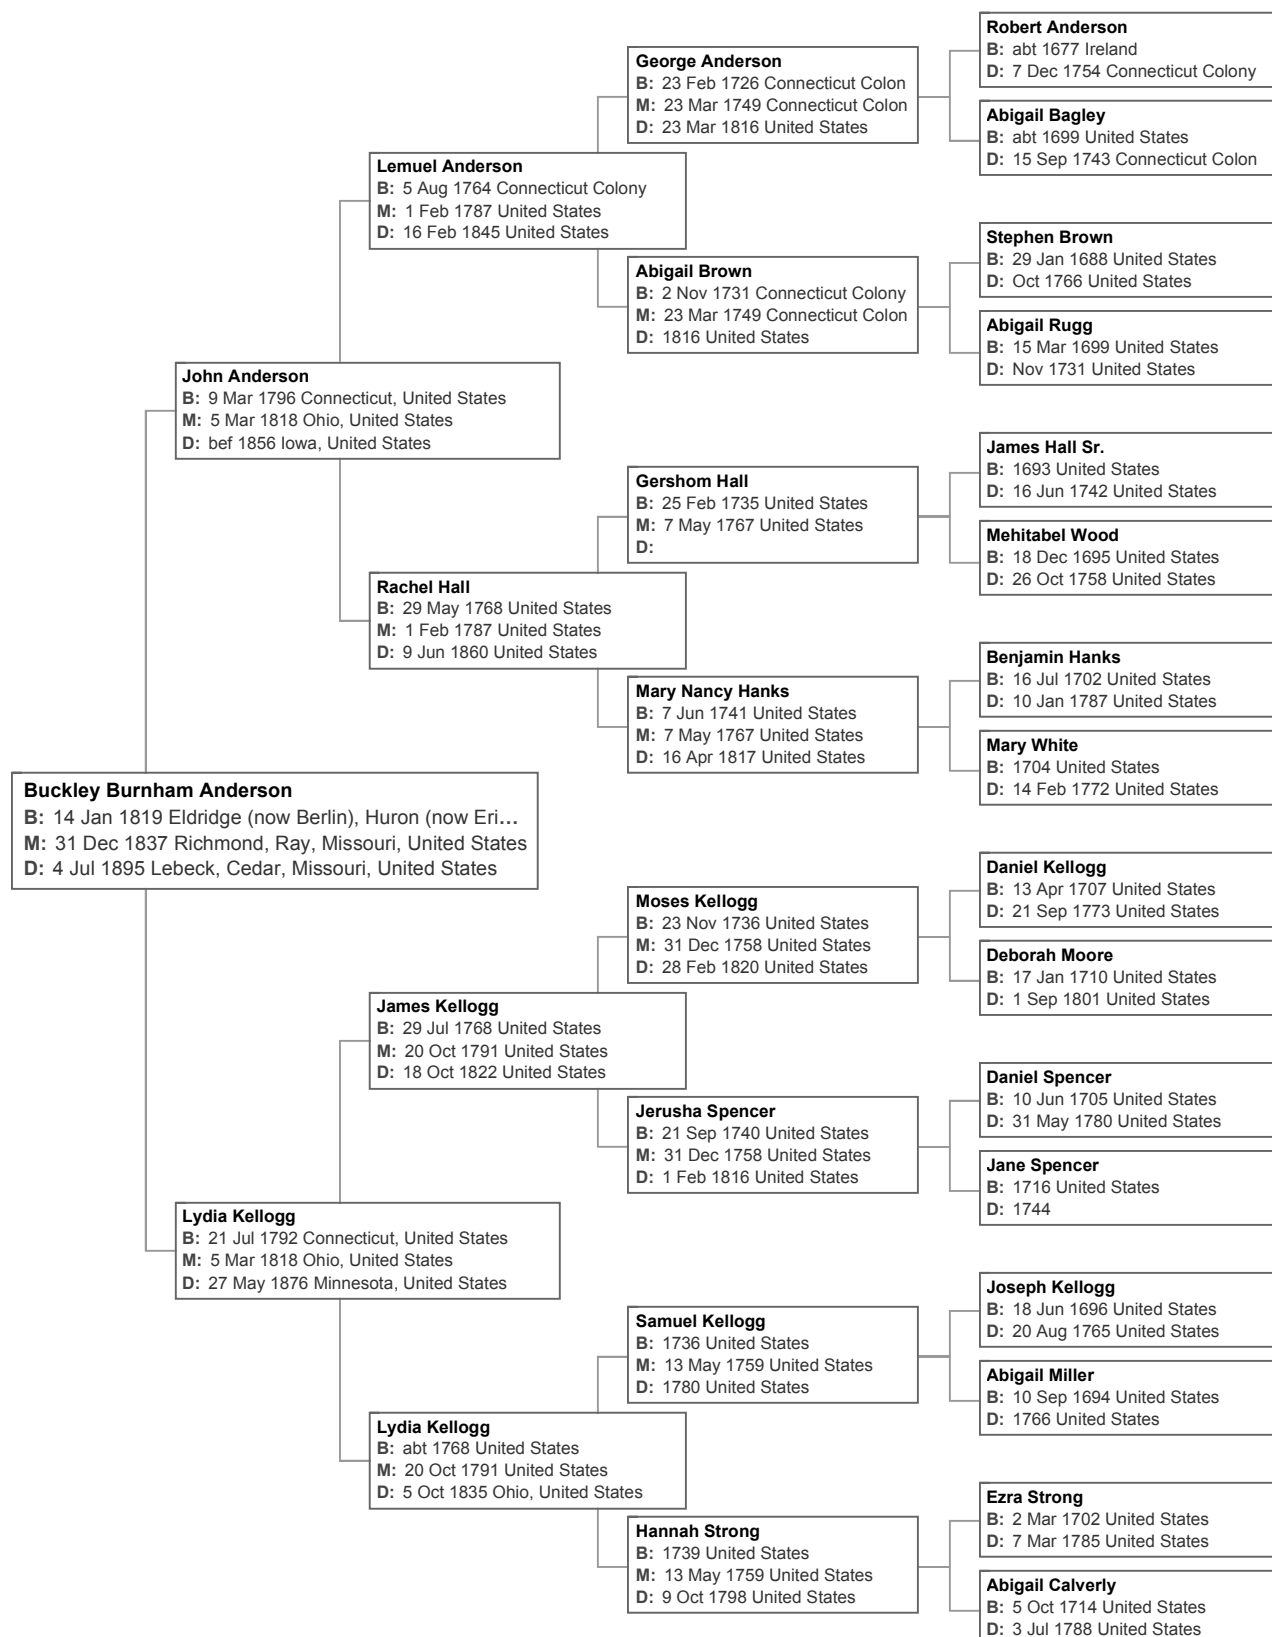 Robert Anderson
B: abt 1677 Ireland
D: 7 Dec 1754 Connecticut Colony
George Anderson
B: 23 Feb 1726 Connecticut Colon
M: 23 Mar 1749 Connecticut Colon
D: 23 Mar 1816 United States
Abigail Bagley
B: abt 1699 United States
D: 15 Sep 1743 Connecticut Colon
Lemuel Anderson
B: 5 Aug 1764 Connecticut Colony
M: 1 Feb 1787 United States
D: 16 Feb 1845 United States
Stephen Brown
B: 29 Jan 1688 United States
D: Oct 1766 United States
Abigail Brown
B: 2 Nov 1731 Connecticut Colony
M: 23 Mar 1749 Connecticut Colon
D: 1816 United States
Abigail Rugg
B: 15 Mar 1699 United States
D: Nov 1731 United States
John Anderson
B: 9 Mar 1796 Connecticut, United States
M: 5 Mar 1818 Ohio, United States
D: bef 1856 Iowa, United States
James Hall Sr.
B: 1693 United States
D: 16 Jun 1742 United States
Gershom Hall
B: 25 Feb 1735 United States
M: 7 May 1767 United States
D:
Mehitabel Wood
B: 18 Dec 1695 United States
D: 26 Oct 1758 United States
Rachel Hall
B: 29 May 1768 United States
M: 1 Feb 1787 United States
D: 9 Jun 1860 United States
Benjamin Hanks
B: 16 Jul 1702 United States
D: 10 Jan 1787 United States
Mary Nancy Hanks
B: 7 Jun 1741 United States
M: 7 May 1767 United States
D: 16 Apr 1817 United States
Mary White
B: 1704 United States
D: 14 Feb 1772 United States
Buckley Burnham Anderson
B: 14 Jan 1819 Eldridge (now Berlin), Huron (now Eri...
M: 31 Dec 1837 Richmond, Ray, Missouri, United States
D: 4 Jul 1895 Lebeck, Cedar, Missouri, United States
Daniel Kellogg
B: 13 Apr 1707 United States
D: 21 Sep 1773 United States
Moses Kellogg
B: 23 Nov 1736 United States
M: 31 Dec 1758 United States
D: 28 Feb 1820 United States
Deborah Moore
B: 17 Jan 1710 United States
D: 1 Sep 1801 United States
James Kellogg
B: 29 Jul 1768 United States
M: 20 Oct 1791 United States
D: 18 Oct 1822 United States
Daniel Spencer
B: 10 Jun 1705 United States
D: 31 May 1780 United States
Jerusha Spencer
B: 21 Sep 1740 United States
M: 31 Dec 1758 United States
D: 1 Feb 1816 United States
Jane Spencer
B: 1716 United States
D: 1744
Lydia Kellogg
B: 21 Jul 1792 Connecticut, United States
M: 5 Mar 1818 Ohio, United States
D: 27 May 1876 Minnesota, United States
Joseph Kellogg
B: 18 Jun 1696 United States
D: 20 Aug 1765 United States
Samuel Kellogg
B: 1736 United States
M: 13 May 1759 United States
D: 1780 United States
Abigail Miller
B: 10 Sep 1694 United States
D: 1766 United States
Lydia Kellogg
B: abt 1768 United States
M: 20 Oct 1791 United States
D: 5 Oct 1835 Ohio, United States
Ezra Strong
B: 2 Mar 1702 United States
D: 7 Mar 1785 United States
Hannah Strong
B: 1739 United States
M: 13 May 1759 United States
D: 9 Oct 1798 United States
Abigail Calverly
B: 5 Oct 1714 United States
D: 3 Jul 1788 United States